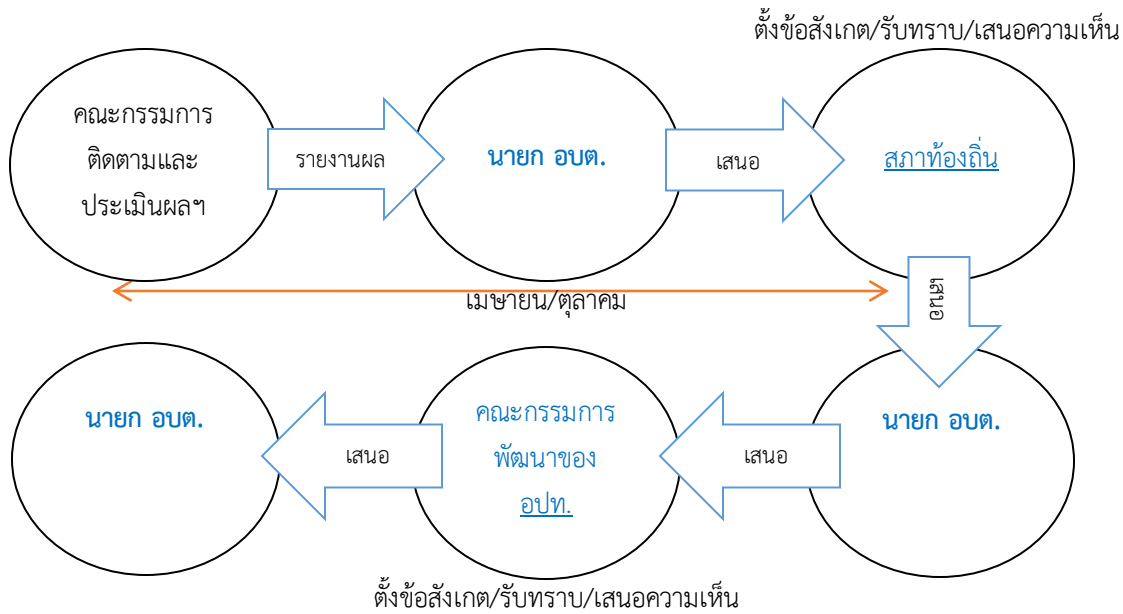 ตั้งข้อสังเกต/รับทราบ/เสนอความเห็น
คณะกรรมการ
ติดตามและ
ประเมินผลฯ
รายงานผล
นายก อบต.
เสนอ
สภาท้องถิ่น
เมษายน/ตุลาคม
เสนอ
นายก อบต.
เสนอ
คณะกรรมการ
พัฒนาของ
อปท.
เสนอ
นายก อบต.
ตั้งข้อสังเกต/รับทราบ/เสนอความเห็น